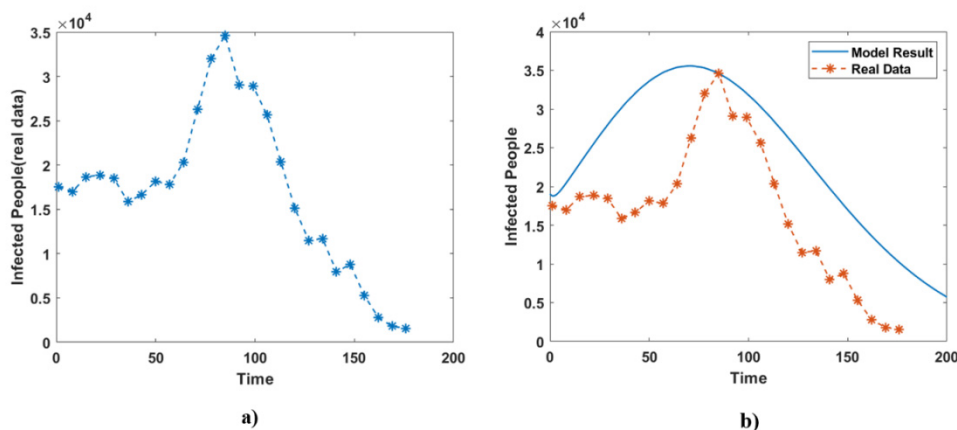 ×10⁴
3.5
3
2.5
2
1.5
1
0.5
0
0 50 100 150 200
Infected People(real data)
Time
a)
×10⁴
4
3.5
3
2.5
2
1.5
1
0.5
0
0 50 100 150 200
Infected People
Time
Model Result
Real Data
b)